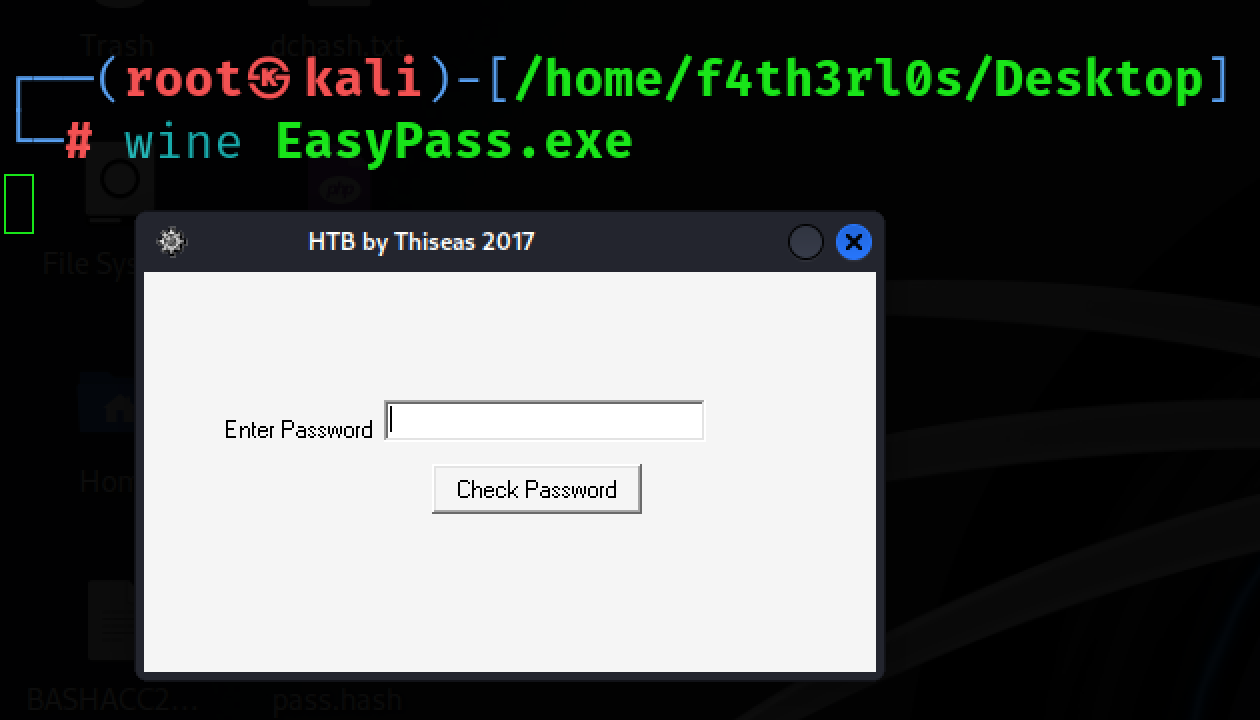 Trash
dchash.txt
(root㉿kali)-[/home/f4th3rl0s/Desktop]
# wine EasyPass.exe
php
File Sys
HTB by Thiseas 2017
Enter Password
Check Password
Hom
BASHACC2...
pass.hash